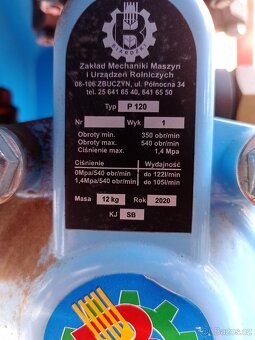 BIARDZKI
Zakład Mechaniki Maszyn
i Urządzeń Rolniczych
08-106 ZBUCZYN, ul. Północna 34
tel. 25 641 65 40, 641 65 50
Typ P 120
Nr Wyk 1
Obroty min. 350 obr/min
Obroty max. 540 obr/min
Ciśnienie max. 1,4 Mpa
Ciśnienie Wydajność
0Mpa/540 obr/min do 122l/min
1,4Mpa/540 obr/min do 105l/min
Masa 12 kg Rok 2020
KJ SB